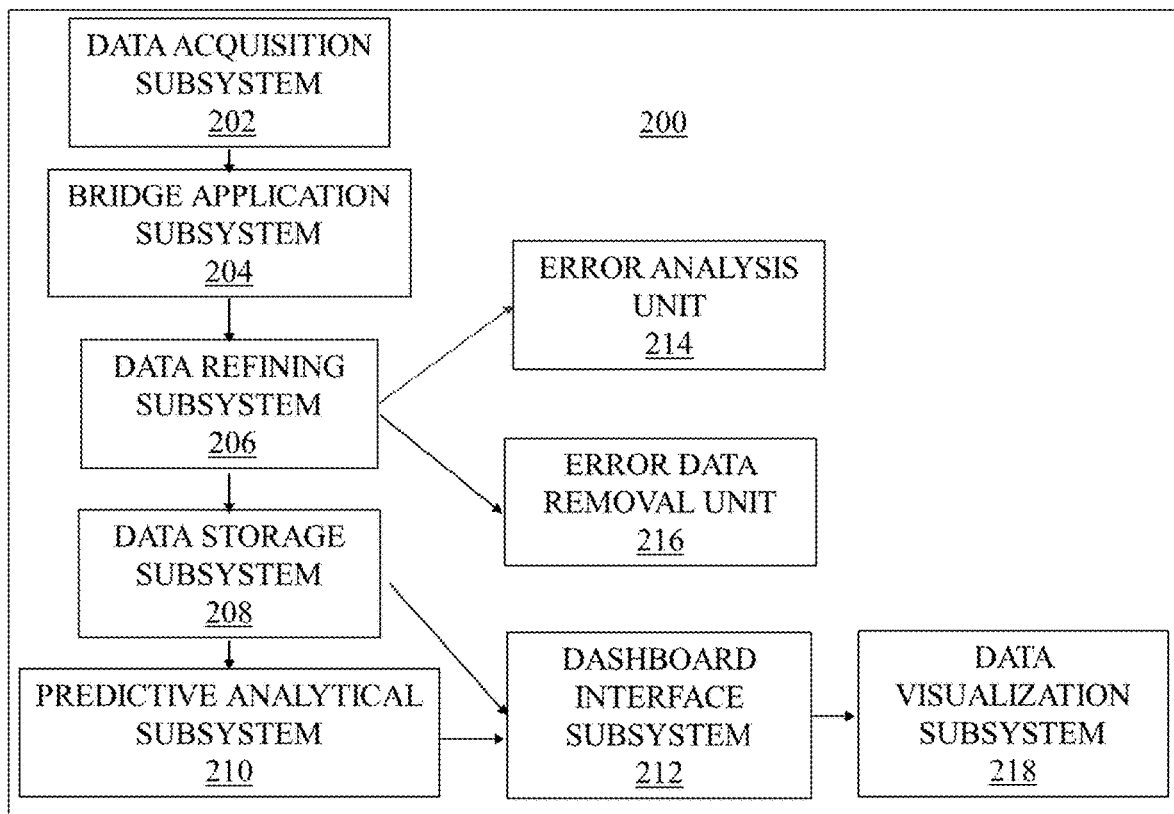 DATA ACQUISITION
SUBSYSTEM
202
200
BRIDGE APPLICATION
SUBSYSTEM
204
ERROR ANALYSIS
UNIT
214
DATA REFINING
SUBSYSTEM
206
ERROR DATA
REMOVAL UNIT
216
DATA STORAGE
SUBSYSTEM
208
PREDICTIVE ANALYTICAL
SUBSYSTEM
210
DASHBOARD
INTERFACE
SUBSYSTEM
212
DATA
VISUALIZATION
SUBSYSTEM
218